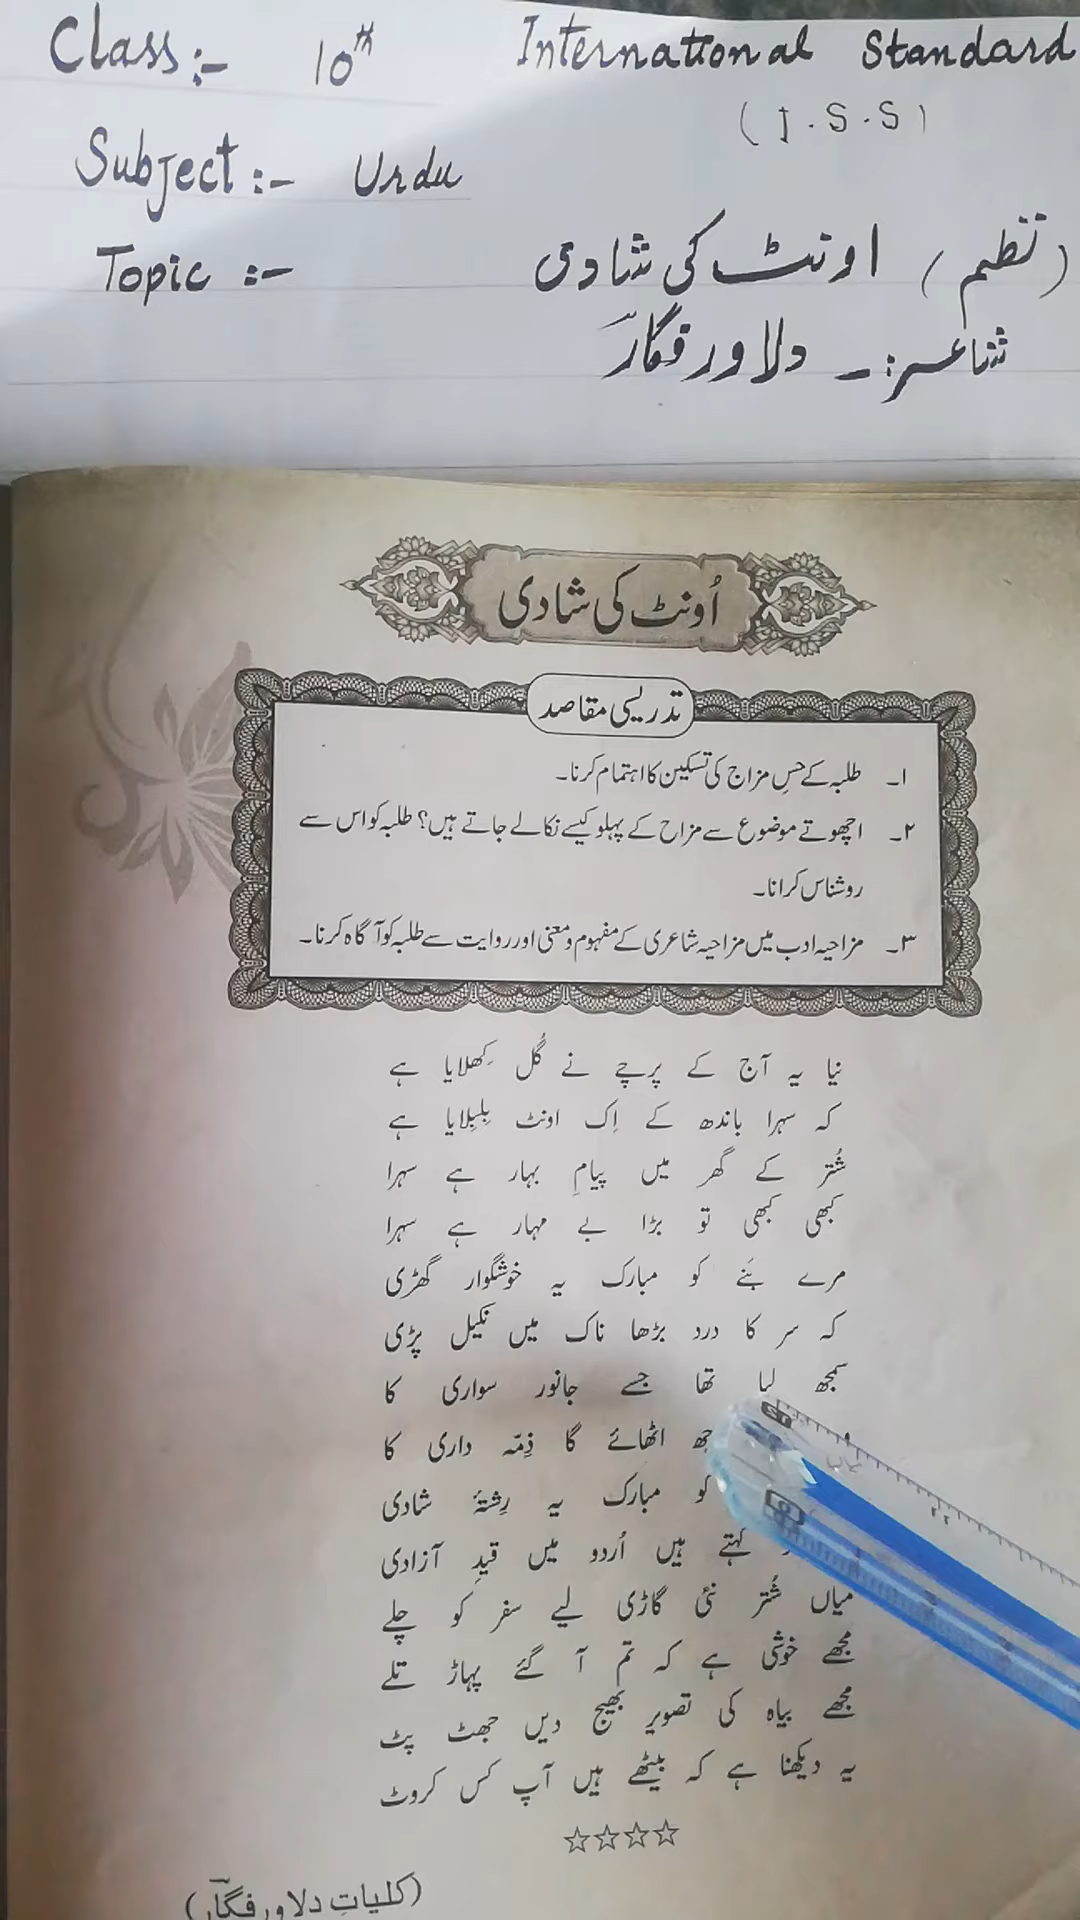 Class:- 10th International Standard
(I.S.S)
Subject:- Urdu
Topic:- (نظم) اونٹ کی شادی
شاعر:- دلاور فگار
اُونٹ کی شادی
تدریسی مقاصد
۱۔ طلبہ کے حسِ مزاح کی تسکین کا اہتمام کرنا۔
۲۔ اچھوتے موضوع سے مزاح کے پہلو کیسے نکالے جاتے ہیں؟ طلبہ کو اس سے
روشناس کرانا۔
۳۔ مزاحیہ ادب میں مزاحیہ شاعری کے مفہوم و معنی اور روایت سے طلبہ کو آگاہ کرنا۔
نیا یہ آج کے پرچے نے گُل کِھلایا ہے
کہ سہرا باندھ کے اِک اونٹ بِلبِلایا ہے
شُتر کے گھر میں پیامِ بہار ہے سہرا
کبھی کبھی تو بڑا بے مہار ہے سہرا
مرے بَنے کو مبارک یہ خوشگوار گھڑی
کہ سر کا درد بڑھا ناک میں نکیل پڑی
سمجھ لیا تھا جسے جانور سواری کا
اٹھائے گا ذِمّہ داری کا
کو مبارک یہ رِشتۂ شادی
کہتے ہیں اُردو میں قیدِ آزادی
میاں شُتر نئی گاڑی لیے سفر کو چلے
مجھے خوشی ہے کہ تم آ گئے پہاڑ تلے
مجھے بیاہ کی تصویر بھیج دیں جھٹ پٹ
یہ دیکھنا ہے کہ بیٹھے ہیں آپ کس کروٹ
☆☆☆☆
(کلیاتِ دلاور فگار)